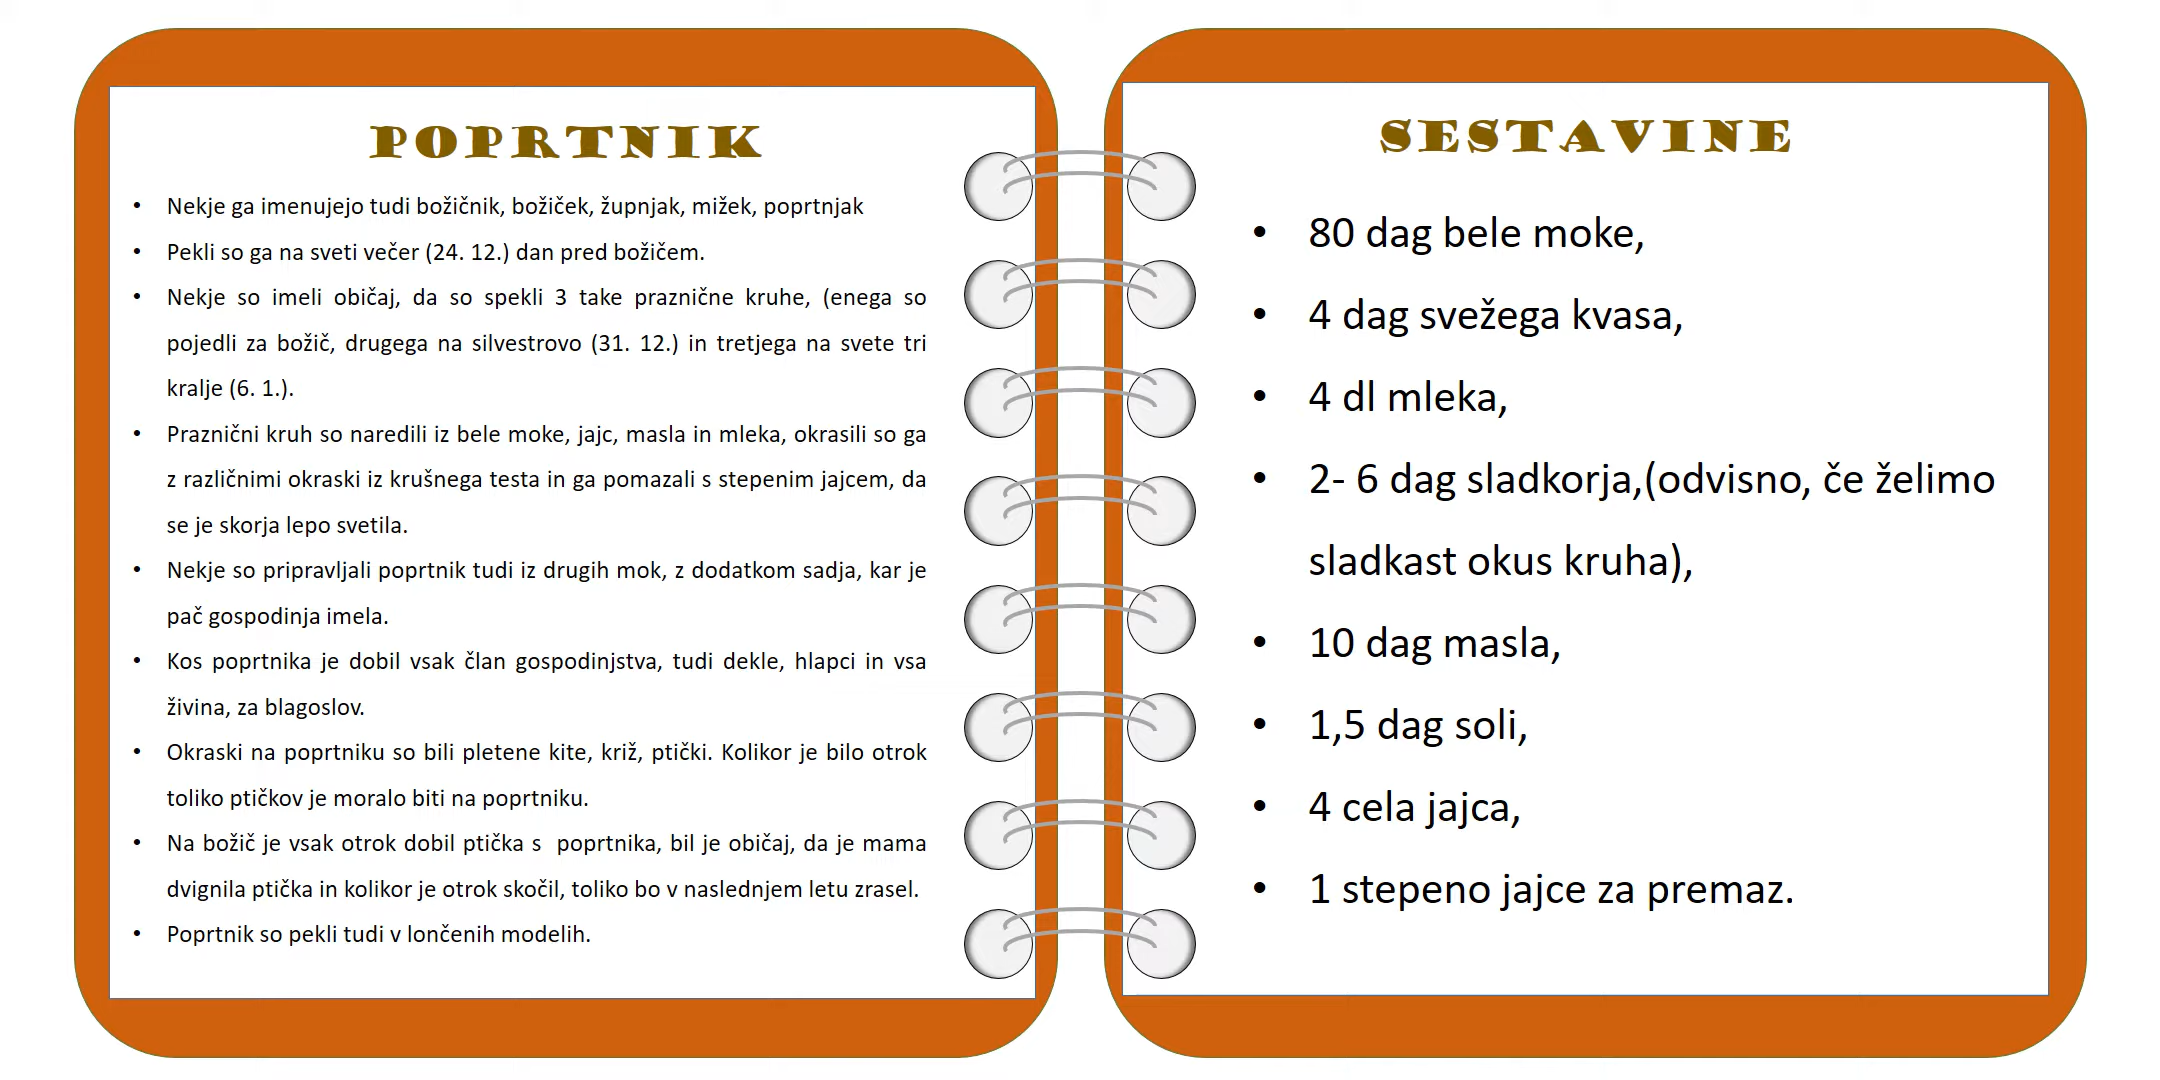 POPRTNIK
• Nekje ga imenujejo tudi božičnik, božiček, župnjak, mižek, poprtnjak
• Pekli so ga na sveti večer (24. 12.) dan pred božičem.
• Nekje so imeli običaj, da so spekli 3 take praznične kruhe, (enega so
pojedli za božič, drugega na silvestrovo (31. 12.) in tretjega na svete tri
kralje (6. 1.).
• Praznični kruh so naredili iz bele moke, jajc, masla in mleka, okrasili so ga
z različnimi okraski iz krušnega testa in ga pomazali s stepenim jajcem, da
se je skorja lepo svetila.
• Nekje so pripravljali poprtnik tudi iz drugih mok, z dodatkom sadja, kar je
pač gospodinja imela.
• Kos poprtnika je dobil vsak član gospodinjstva, tudi dekle, hlapci in vsa
živina, za blagoslov.
• Okraski na poprtniku so bili pletene kite, križ, ptički. Kolikor je bilo otrok
toliko ptičkov je moralo biti na poprtniku.
• Na božič je vsak otrok dobil ptička s  poprtnika, bil je običaj, da je mama
dvignila ptička in kolikor je otrok skočil, toliko bo v naslednjem letu zrasel.
• Poprtnik so pekli tudi v lončenih modelih.
SESTAVINE
• 80 dag bele moke,
• 4 dag svežega kvasa,
• 4 dl mleka,
• 2- 6 dag sladkorja,(odvisno, če želimo
sladkast okus kruha),
• 10 dag masla,
• 1,5 dag soli,
• 4 cela jajca,
• 1 stepeno jajce za premaz.